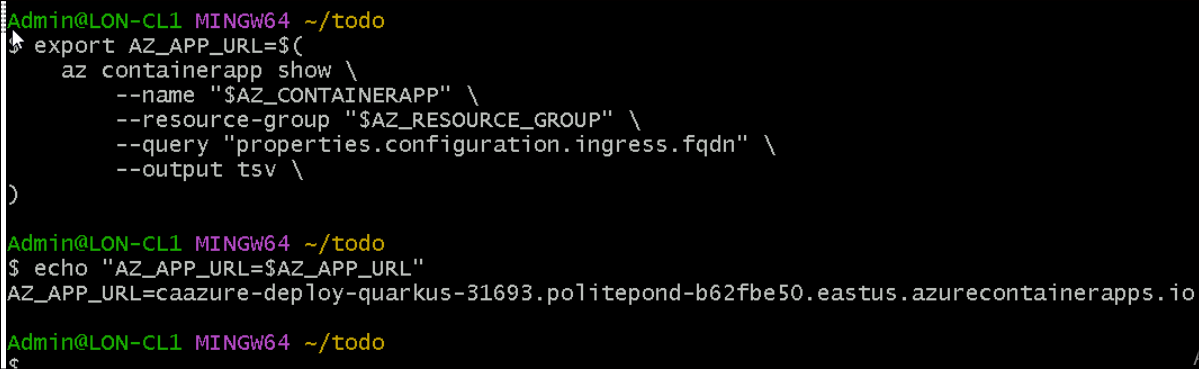 Admin@LON-CL1 MINGW64 ~/todo
$ export AZ_APP_URL=$(
    az containerapp show \
        --name "$AZ_CONTAINERAPP" \
        --resource-group "$AZ_RESOURCE_GROUP" \
        --query "properties.configuration.ingress.fqdn" \
        --output tsv \
)
Admin@LON-CL1 MINGW64 ~/todo
$ echo "AZ_APP_URL=$AZ_APP_URL"
AZ_APP_URL=caazure-deploy-quarkus-31693.politepond-b62fbe50.eastus.azurecontainerapps.io
Admin@LON-CL1 MINGW64 ~/todo
$